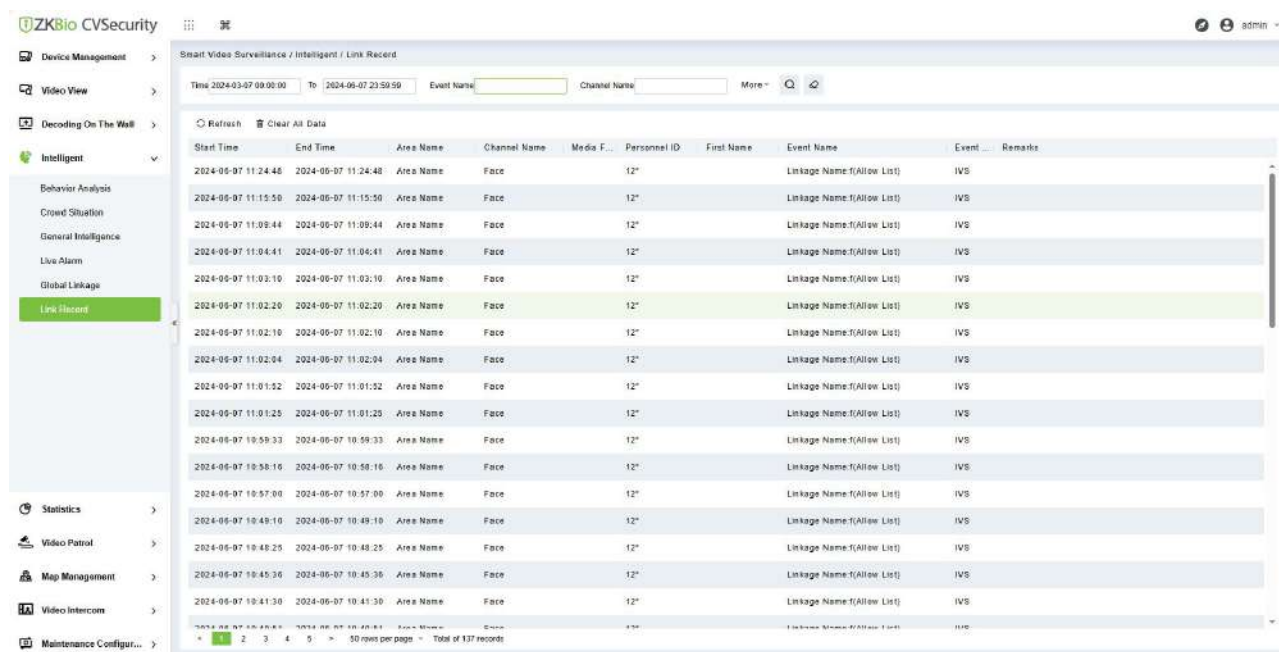 ZKBio CVSecurity
admin
Device Management
Video View
Decoding On The Wall
Intelligent
Behavior Analysis
Crowd Situation
General Intelligence
Live Alarm
Global Linkage
Link Record
Statistics
Video Patrol
Map Management
Video Intercom
Maintenance Configur...
Smart Video Surveillance / Intelligent / Link Record
Time 2024-03-07 00:00:00 To 2024-06-07 23:59:59 Event Name Channel Name More
Refresh Clear All Data
Start Time End Time Area Name Channel Name Media F... Personnel ID First Name Event Name Event ... Remarks
2024-06-07 11:24:48 2024-06-07 11:24:48 Area Name Face 12* Linkage Name:f(Allow List) IVS
2024-06-07 11:15:50 2024-06-07 11:15:50 Area Name Face 12* Linkage Name:f(Allow List) IVS
2024-06-07 11:09:44 2024-06-07 11:09:44 Area Name Face 12* Linkage Name:f(Allow List) IVS
2024-06-07 11:04:41 2024-06-07 11:04:41 Area Name Face 12* Linkage Name:f(Allow List) IVS
2024-06-07 11:03:10 2024-06-07 11:03:10 Area Name Face 12* Linkage Name:f(Allow List) IVS
2024-06-07 11:02:20 2024-06-07 11:02:20 Area Name Face 12* Linkage Name:f(Allow List) IVS
2024-06-07 11:02:10 2024-06-07 11:02:10 Area Name Face 12* Linkage Name:f(Allow List) IVS
2024-06-07 11:02:04 2024-06-07 11:02:04 Area Name Face 12* Linkage Name:f(Allow List) IVS
2024-06-07 11:01:52 2024-06-07 11:01:52 Area Name Face 12* Linkage Name:f(Allow List) IVS
2024-06-07 11:01:25 2024-06-07 11:01:25 Area Name Face 12* Linkage Name:f(Allow List) IVS
2024-06-07 10:59:33 2024-06-07 10:59:33 Area Name Face 12* Linkage Name:f(Allow List) IVS
2024-06-07 10:58:16 2024-06-07 10:58:16 Area Name Face 12* Linkage Name:f(Allow List) IVS
2024-06-07 10:57:00 2024-06-07 10:57:00 Area Name Face 12* Linkage Name:f(Allow List) IVS
2024-06-07 10:49:10 2024-06-07 10:49:10 Area Name Face 12* Linkage Name:f(Allow List) IVS
2024-06-07 10:48:25 2024-06-07 10:48:25 Area Name Face 12* Linkage Name:f(Allow List) IVS
2024-06-07 10:45:36 2024-06-07 10:45:36 Area Name Face 12* Linkage Name:f(Allow List) IVS
2024-06-07 10:41:30 2024-06-07 10:41:30 Area Name Face 12* Linkage Name:f(Allow List) IVS
< 1 2 3 4 5 > 50 rows per page Total of 137 records